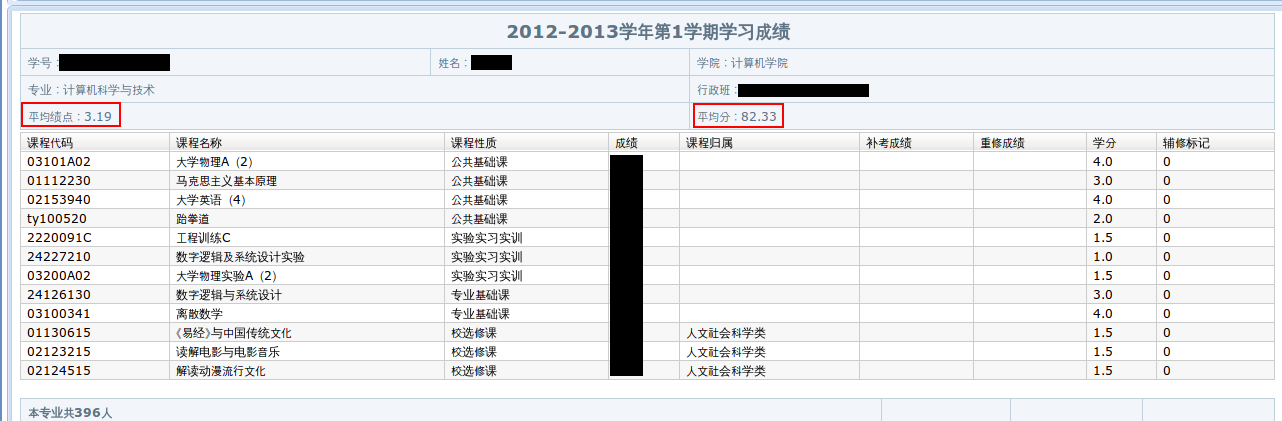 2012-2013学年第1学期学习成绩
学号： 姓名： 学院：计算机学院
专业：计算机科学与技术 行政班：
平均绩点：3.19 平均分：82.33
课程代码 课程名称 课程性质 成绩 课程归属 补考成绩 重修成绩 学分 辅修标记
03101A02 大学物理A（2） 公共基础课 4.0 0
01112230 马克思主义基本原理 公共基础课 3.0 0
02153940 大学英语（4） 公共基础课 4.0 0
ty100520 跆拳道 公共基础课 2.0 0
2220091C 工程训练C 实验实习实训 1.5 0
24227210 数字逻辑及系统设计实验 实验实习实训 1.0 0
03200A02 大学物理实验A（2） 实验实习实训 1.5 0
24126130 数字逻辑与系统设计 专业基础课 3.0 0
03100341 离散数学 专业基础课 4.0 0
01130615 《易经》与中国传统文化 校选修课 人文社会科学类 1.5 0
02123215 读解电影与电影音乐 校选修课 人文社会科学类 1.5 0
02124515 解读动漫流行文化 校选修课 人文社会科学类 1.5 0
本专业共396人